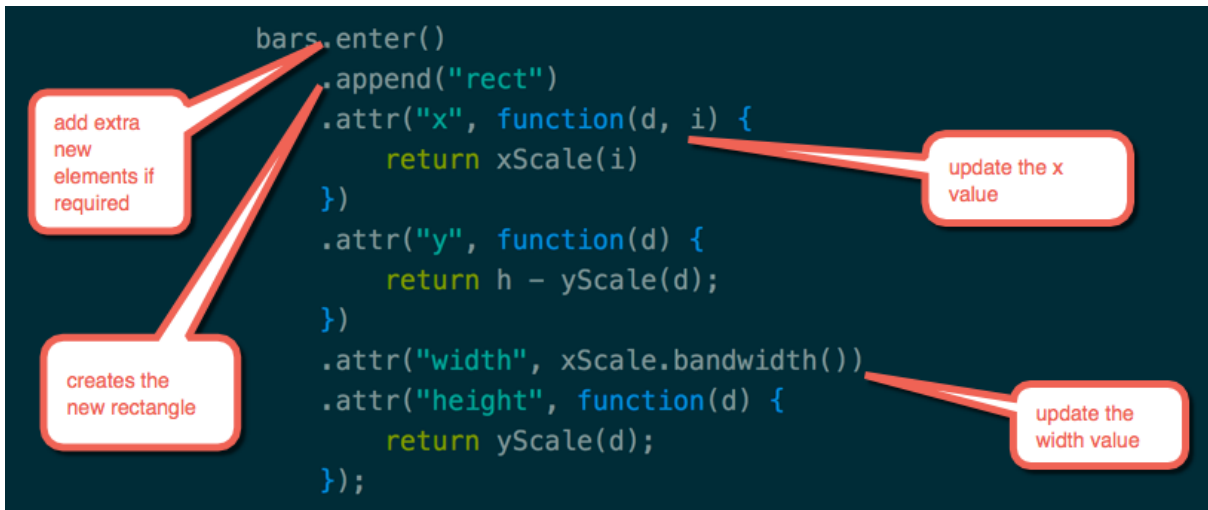 bars.enter()
.append("rect")
.attr("x", function(d, i) {
return xScale(i)
})
.attr("y", function(d) {
return h – yScale(d);
})
.attr("width", xScale.bandwidth())
.attr("height", function(d) {
return yScale(d);
});
add extra
new
elements if
required
creates the
new rectangle
update the x
value
update the
width value